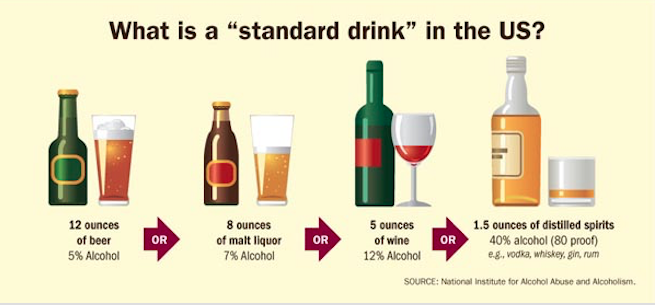 What is a “standard drink” in the US?
12 ounces
of beer
5% Alcohol
OR
8 ounces
of malt liquor
7% Alcohol
OR
5 ounces
of wine
12% Alcohol
OR
1.5 ounces of distilled spirits
40% alcohol (80 proof)
e.g., vodka, whiskey, gin, rum
SOURCE: National Institute for Alcohol Abuse and Alcoholism.